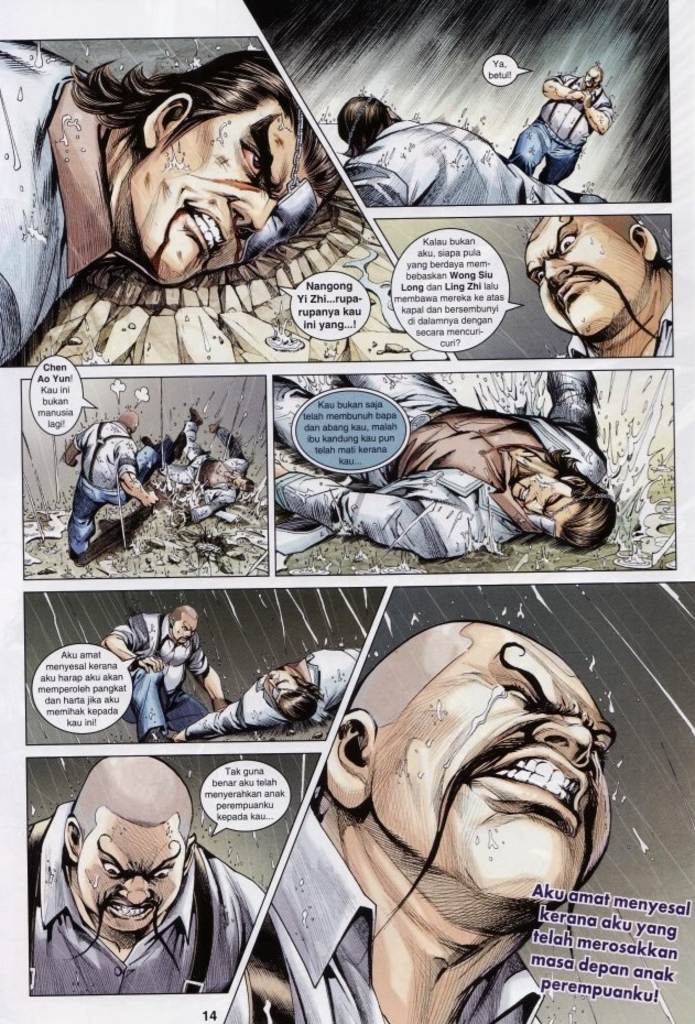 Ya,
betul!
Nangong
Yi Zhi...rupa-
rupanya kau
ini yang...!
Kalau bukan
aku, siapa pula
yang berdaya mem-
bebaskan Wong Siu
Long dan Ling Zhi lalu
membawa mereka ke atas
kapal dan bersembunyi
di dalamnya dengan
secara mencuri-
curi?
Chen
Ao Yun!
Kau ini
bukan
manusia
lagi!
Kau bukan saja
telah membunuh bapa
dan abang kau, malah
ibu kandung kau pun
telah mati kerana
kau...
Aku amat
menyesal kerana
aku harap aku akan
memperoleh pangkat
dan harta jika aku
memihak kepada
kau ini!
Tak guna
benar aku telah
menyerahkan anak
perempuanku
kepada kau...
Aku amat menyesal
kerana aku yang
telah merosakkan
masa depan anak
perempuanku!
14